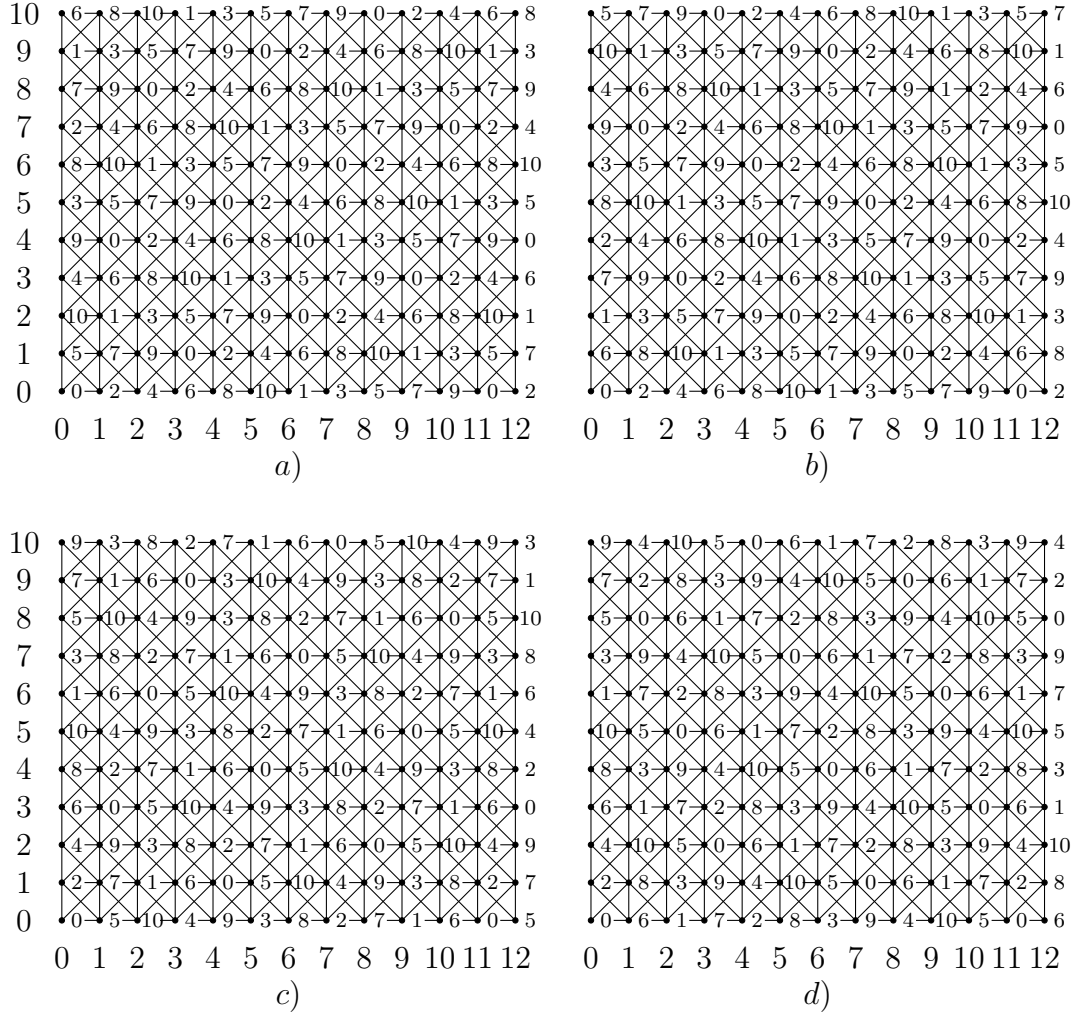 10 6 8 10 1 3 5 7 9 0 2 4 6 8 5 7 9 0 2 4 6 8 10 1 3 5 7
9 1 3 5 7 9 0 2 4 6 8 10 1 3 10 1 3 5 7 9 0 2 4 6 8 10 1
8 7 9 0 2 4 6 8 10 1 3 5 7 9 4 6 8 10 1 3 5 7 9 1 2 4 6
7 2 4 6 8 10 1 3 5 7 9 0 2 4 9 0 2 4 6 8 10 1 3 5 7 9 0
6 8 10 1 3 5 7 9 0 2 4 6 8 10 3 5 7 9 0 2 4 6 8 10 1 3 5
5 3 5 7 9 0 2 4 6 8 10 1 3 5 8 10 1 3 5 7 9 0 2 4 6 8 10
4 9 0 2 4 6 8 10 1 3 5 7 9 0 2 4 6 8 10 1 3 5 7 9 0 2 4
3 4 6 8 10 1 3 5 7 9 0 2 4 6 7 9 0 2 4 6 8 10 1 3 5 7 9
2 10 1 3 5 7 9 0 2 4 6 8 10 1 1 3 5 7 9 0 2 4 6 8 10 1 3
1 5 7 9 0 2 4 6 8 10 1 3 5 7 6 8 10 1 3 5 7 9 0 2 4 6 8
0 0 2 4 6 8 10 1 3 5 7 9 0 2 0 2 4 6 8 10 1 3 5 7 9 0 2
0 1 2 3 4 5 6 7 8 9 10 11 12 0 1 2 3 4 5 6 7 8 9 10 11 12
a) b)
10 9 3 8 2 7 1 6 0 5 10 4 9 3 9 4 10 5 0 6 1 7 2 8 3 9 4
9 7 1 6 0 3 10 4 9 3 8 2 7 1 7 2 8 3 9 4 10 5 0 6 1 7 2
8 5 10 4 9 3 8 2 7 1 6 0 5 10 5 0 6 1 7 2 8 3 9 4 10 5 0
7 3 8 2 7 1 6 0 5 10 4 9 3 8 3 9 4 10 5 0 6 1 7 2 8 3 9
6 1 6 0 5 10 4 9 3 8 2 7 1 6 1 7 2 8 3 9 4 10 5 0 6 1 7
5 10 4 9 3 8 2 7 1 6 0 5 10 4 10 5 0 6 1 7 2 8 3 9 4 10 5
4 8 2 7 1 6 0 5 10 4 9 3 8 2 8 3 9 4 10 5 0 6 1 7 2 8 3
3 6 0 5 10 4 9 3 8 2 7 1 6 0 6 1 7 2 8 3 9 4 10 5 0 6 1
2 4 9 3 8 2 7 1 6 0 5 10 4 9 4 10 5 0 6 1 7 2 8 3 9 4 10
1 2 7 1 6 0 5 10 4 9 3 8 2 7 2 8 3 9 4 10 5 0 6 1 7 2 8
0 0 5 10 4 9 3 8 2 7 1 6 0 5 0 6 1 7 2 8 3 9 4 10 5 0 6
0 1 2 3 4 5 6 7 8 9 10 11 12 0 1 2 3 4 5 6 7 8 9 10 11 12
c) d)